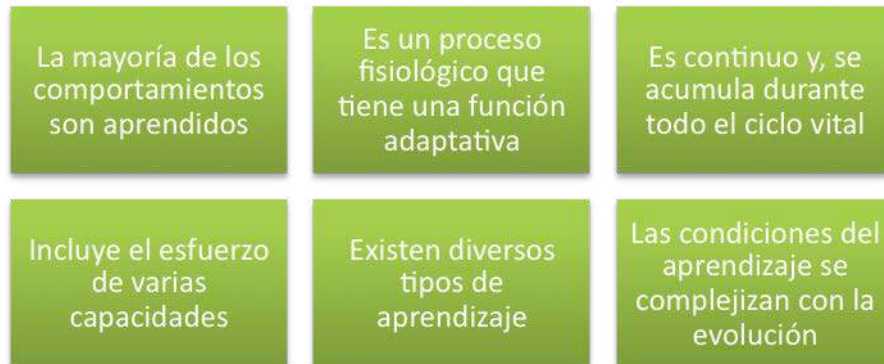 La mayoría de los
comportamientos
son aprendidos
Es un proceso
fisiológico que
tiene una función
adaptativa
Es continuo y, se
acumula durante
todo el ciclo vital
Incluye el esfuerzo
de varias
capacidades
Existen diversos
tipos de
aprendizaje
Las condiciones del
aprendizaje se
complejizan con la
evolución